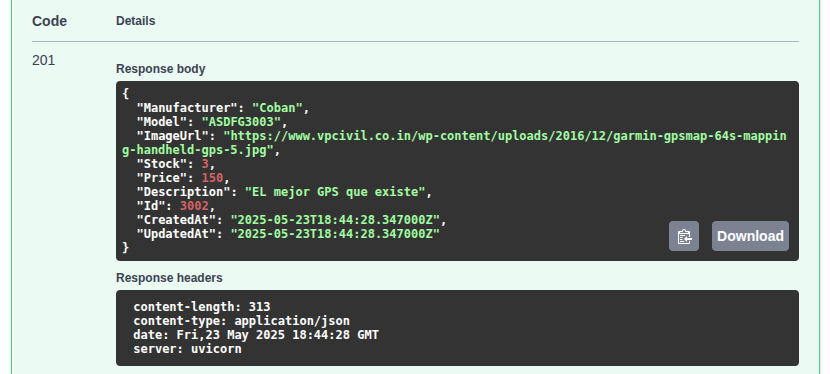 Code Details
201
Response body
{
"Manufacturer": "Coban",
"Model": "ASDFG3003",
"ImageUrl": "https://www.vpcivil.co.in/wp-content/uploads/2016/12/garmin-gpsmap-64s-mappin
g-handheld-gps-5.jpg",
"Stock": 3,
"Price": 150,
"Description": "EL mejor GPS que existe",
"Id": 3002,
"CreatedAt": "2025-05-23T18:44:28.347000Z",
"UpdatedAt": "2025-05-23T18:44:28.347000Z"
}
Download
Response headers
content-length: 313
content-type: application/json
date: Fri,23 May 2025 18:44:28 GMT
server: uvicorn